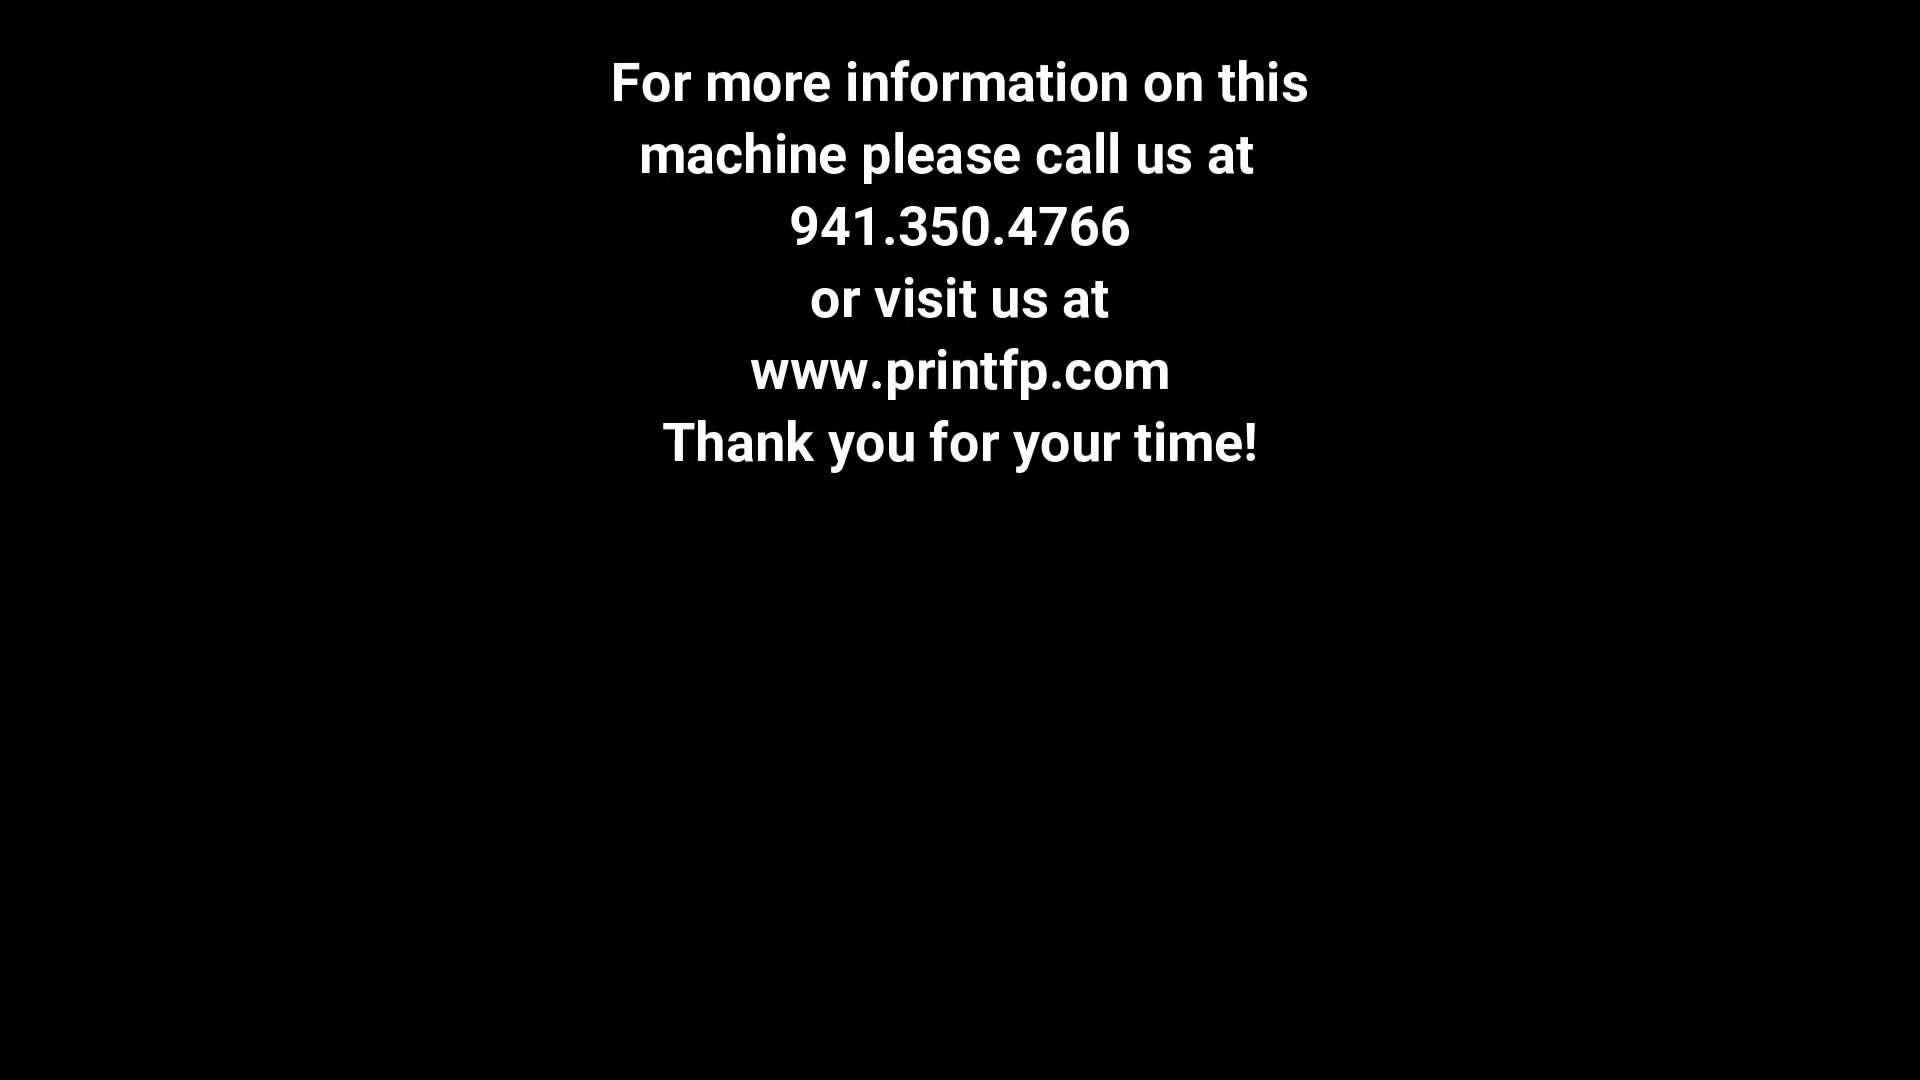 For more information on this
machine please call us at
941.350.4766
or visit us at
www.printfp.com
Thank you for your time!